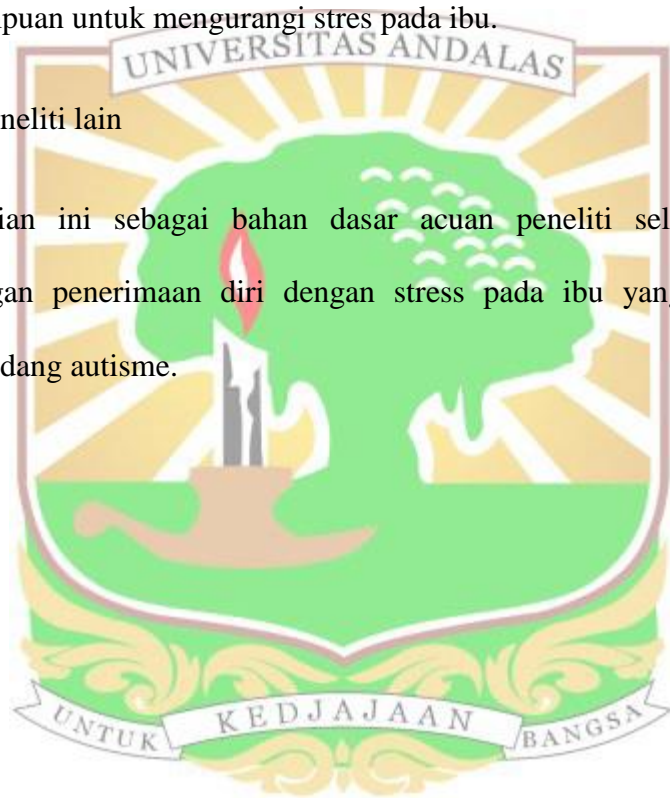 puan untuk mengurangi stres pada ibu.
UNIVERSITAS ANDALAS
neliti lain
ian ini sebagai bahan dasar acuan peneliti sel
gan penerimaan diri dengan stress pada ibu yang
dang autisme.
UNTUK KEDJAJAAN BANGSA